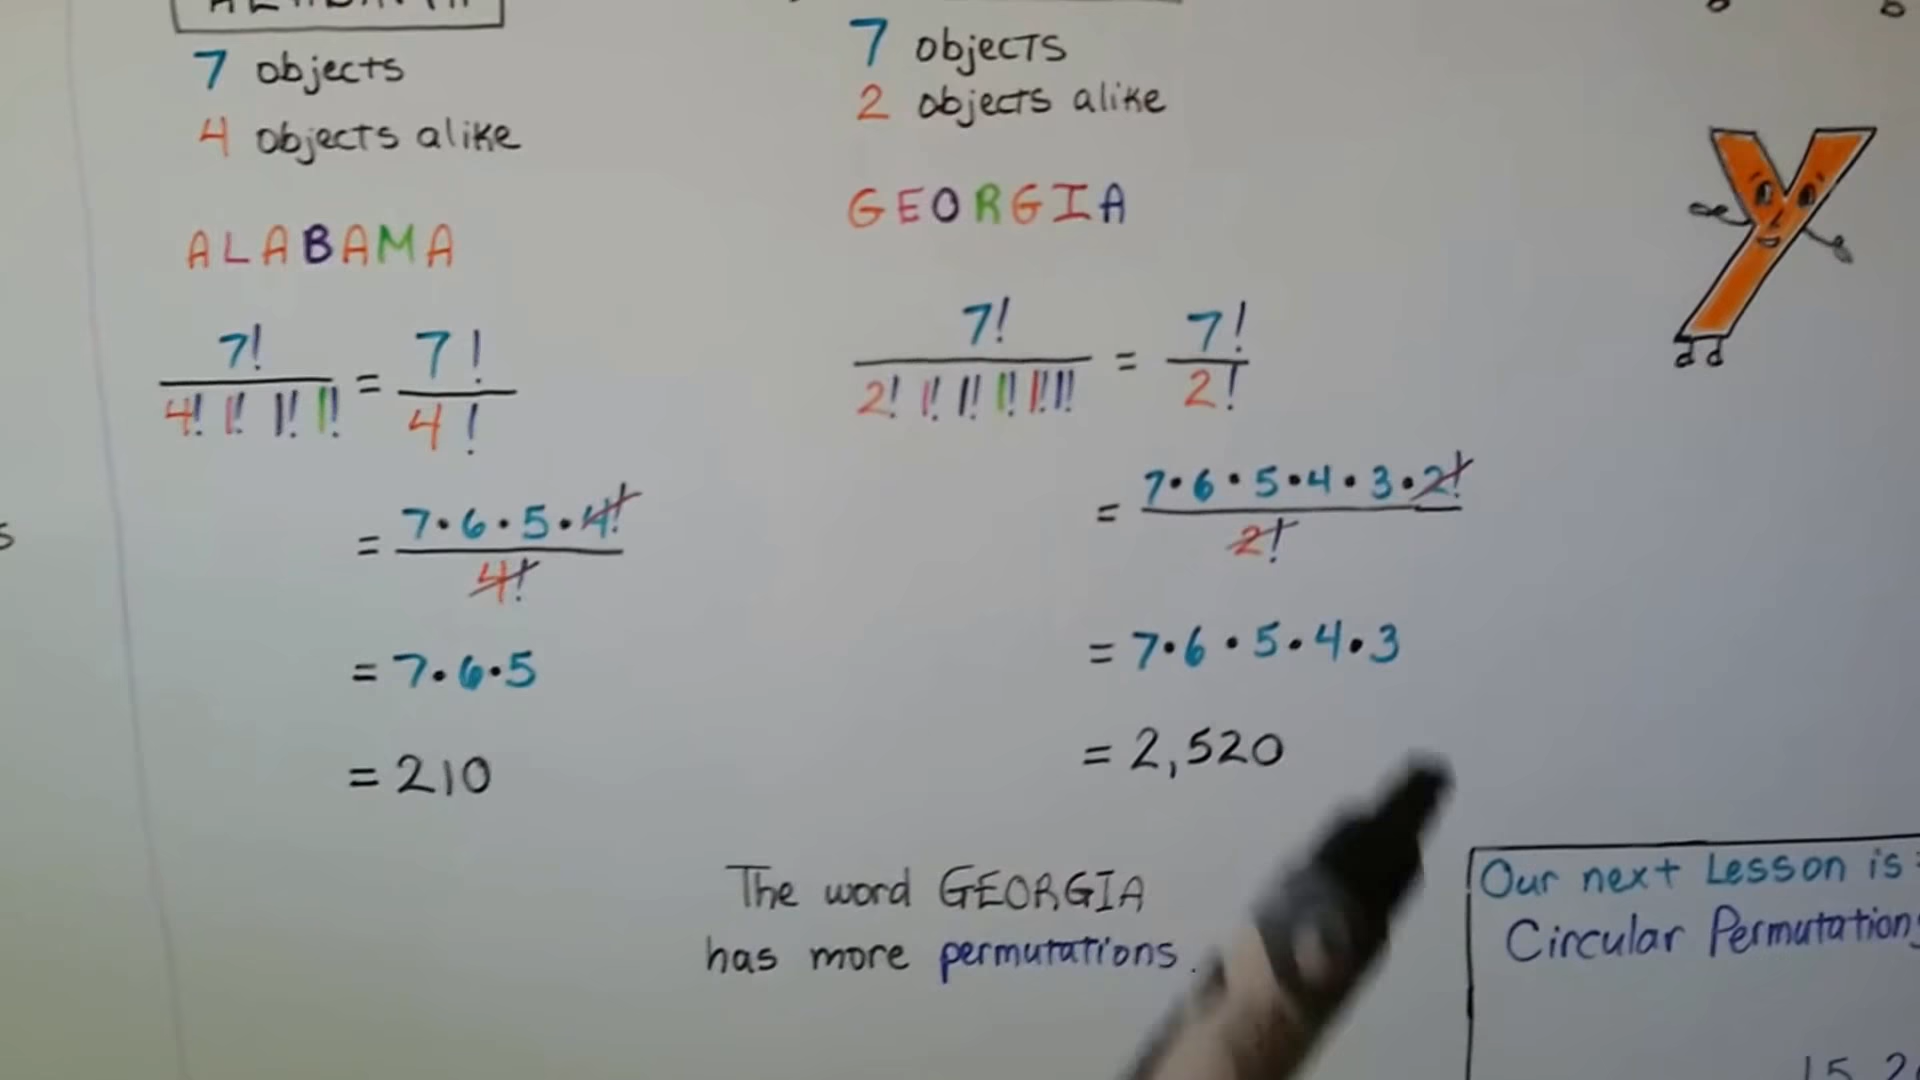 ALABAMA
7 objects
4 objects alike
ALABAMA
7! / 4! 1! 1! 1! = 7! / 4!
= 7·6·5·4! / 4!
= 7·6·5
= 210
7 objects
2 objects alike
GEORGIA
7! / 2! 1! 1! 1! 1! 1! = 7! / 2!
= 7·6·5·4·3·2! / 2!
= 7·6·5·4·3
= 2,520
The word GEORGIA
has more permutations.
Our next Lesson is
Circular Permutations